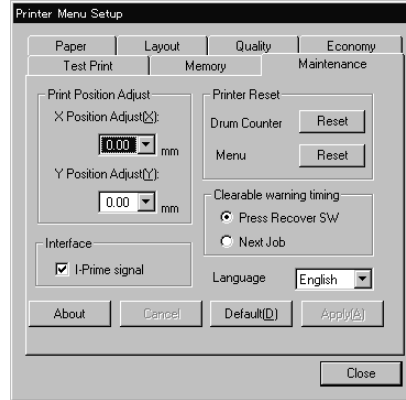 Printer Menu Setup
Paper Layout Quality Economy
Test Print Memory Maintenance
Print Position Adjust
X Position Adjust(X):
0.00 mm
Y Position Adjust(Y):
0.00 mm
Interface
I-Prime signal
Printer Reset
Drum Counter Reset
Menu Reset
Clearable warning timing
Press Recover SW
Next Job
Language English
About Cancel Default(D) Apply(A)
Close